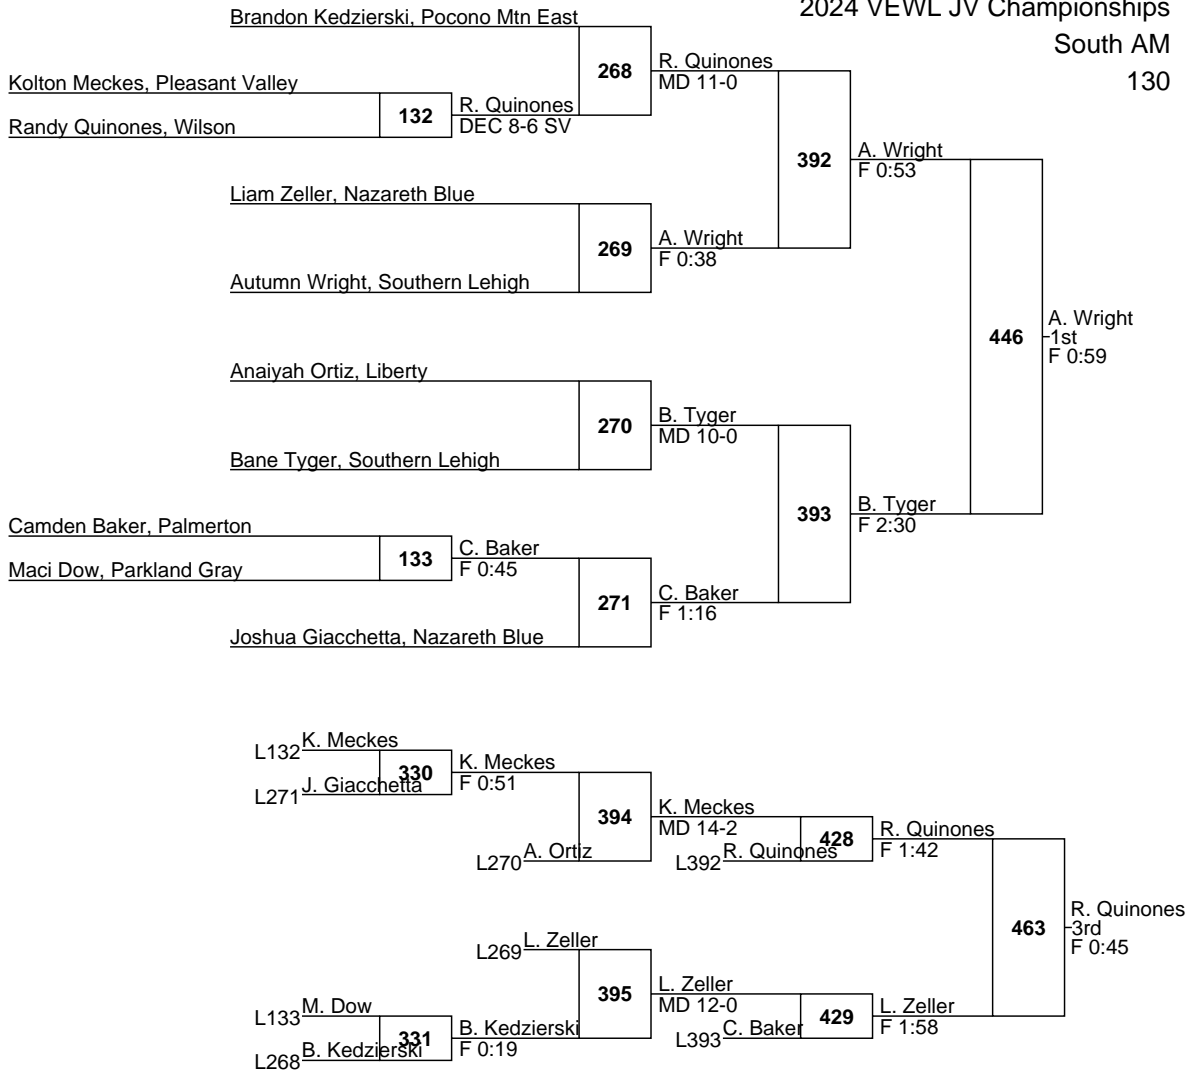 2024 VEWL JV Championships
South AM
130
Brandon Kedzierski, Pocono Mtn East
268
R. Quinones
MD 11-0
Kolton Meckes, Pleasant Valley
132
R. Quinones
DEC 8-6 SV
Randy Quinones, Wilson
392
A. Wright
F 0:53
Liam Zeller, Nazareth Blue
269
A. Wright
F 0:38
Autumn Wright, Southern Lehigh
446
A. Wright
1st
F 0:59
Anaiyah Ortiz, Liberty
270
B. Tyger
MD 10-0
Bane Tyger, Southern Lehigh
393
B. Tyger
F 2:30
Camden Baker, Palmerton
133
C. Baker
F 0:45
Maci Dow, Parkland Gray
271
C. Baker
F 1:16
Joshua Giacchetta, Nazareth Blue
L132 K. Meckes
330
K. Meckes
F 0:51
L271 J. Giacchetta
394
K. Meckes
MD 14-2
L270 A. Ortiz
L392 R. Quinones
428
R. Quinones
F 1:42
463
R. Quinones
3rd
F 0:45
L269 L. Zeller
395
L. Zeller
MD 12-0
L133 M. Dow
331
B. Kedzierski
F 0:19
L268 B. Kedzierski
L393 C. Baker
429
L. Zeller
F 1:58